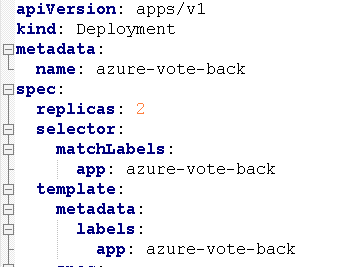 apiVersion: apps/v1
kind: Deployment
metadata:
  name: azure-vote-back
spec:
  replicas: 2
  selector:
    matchLabels:
      app: azure-vote-back
  template:
    metadata:
      labels:
        app: azure-vote-back